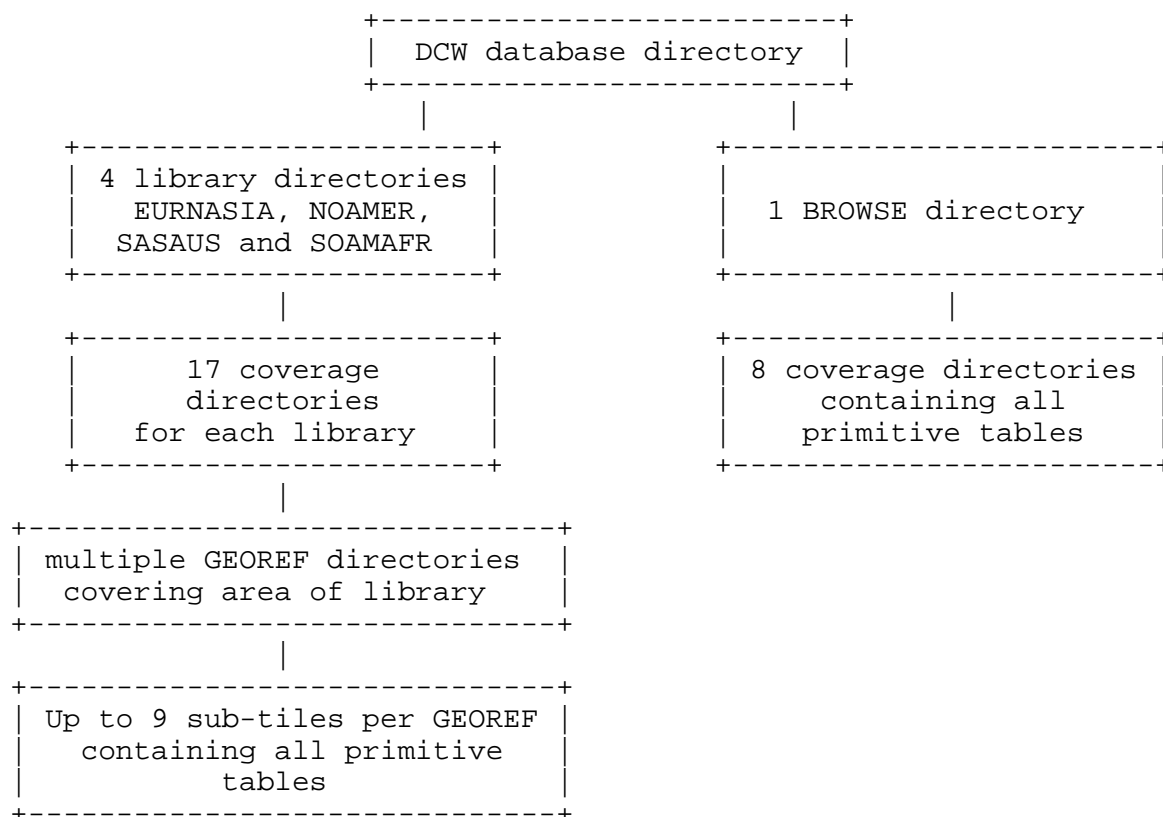 DCW database directory
4 library directories
EURNASIA, NOAMER,
SASAUS and SOAMAFR
1 BROWSE directory
17 coverage
directories
for each library
8 coverage directories
containing all
primitive tables
multiple GEOREF directories
covering area of library
Up to 9 sub-tiles per GEOREF
containing all primitive
tables